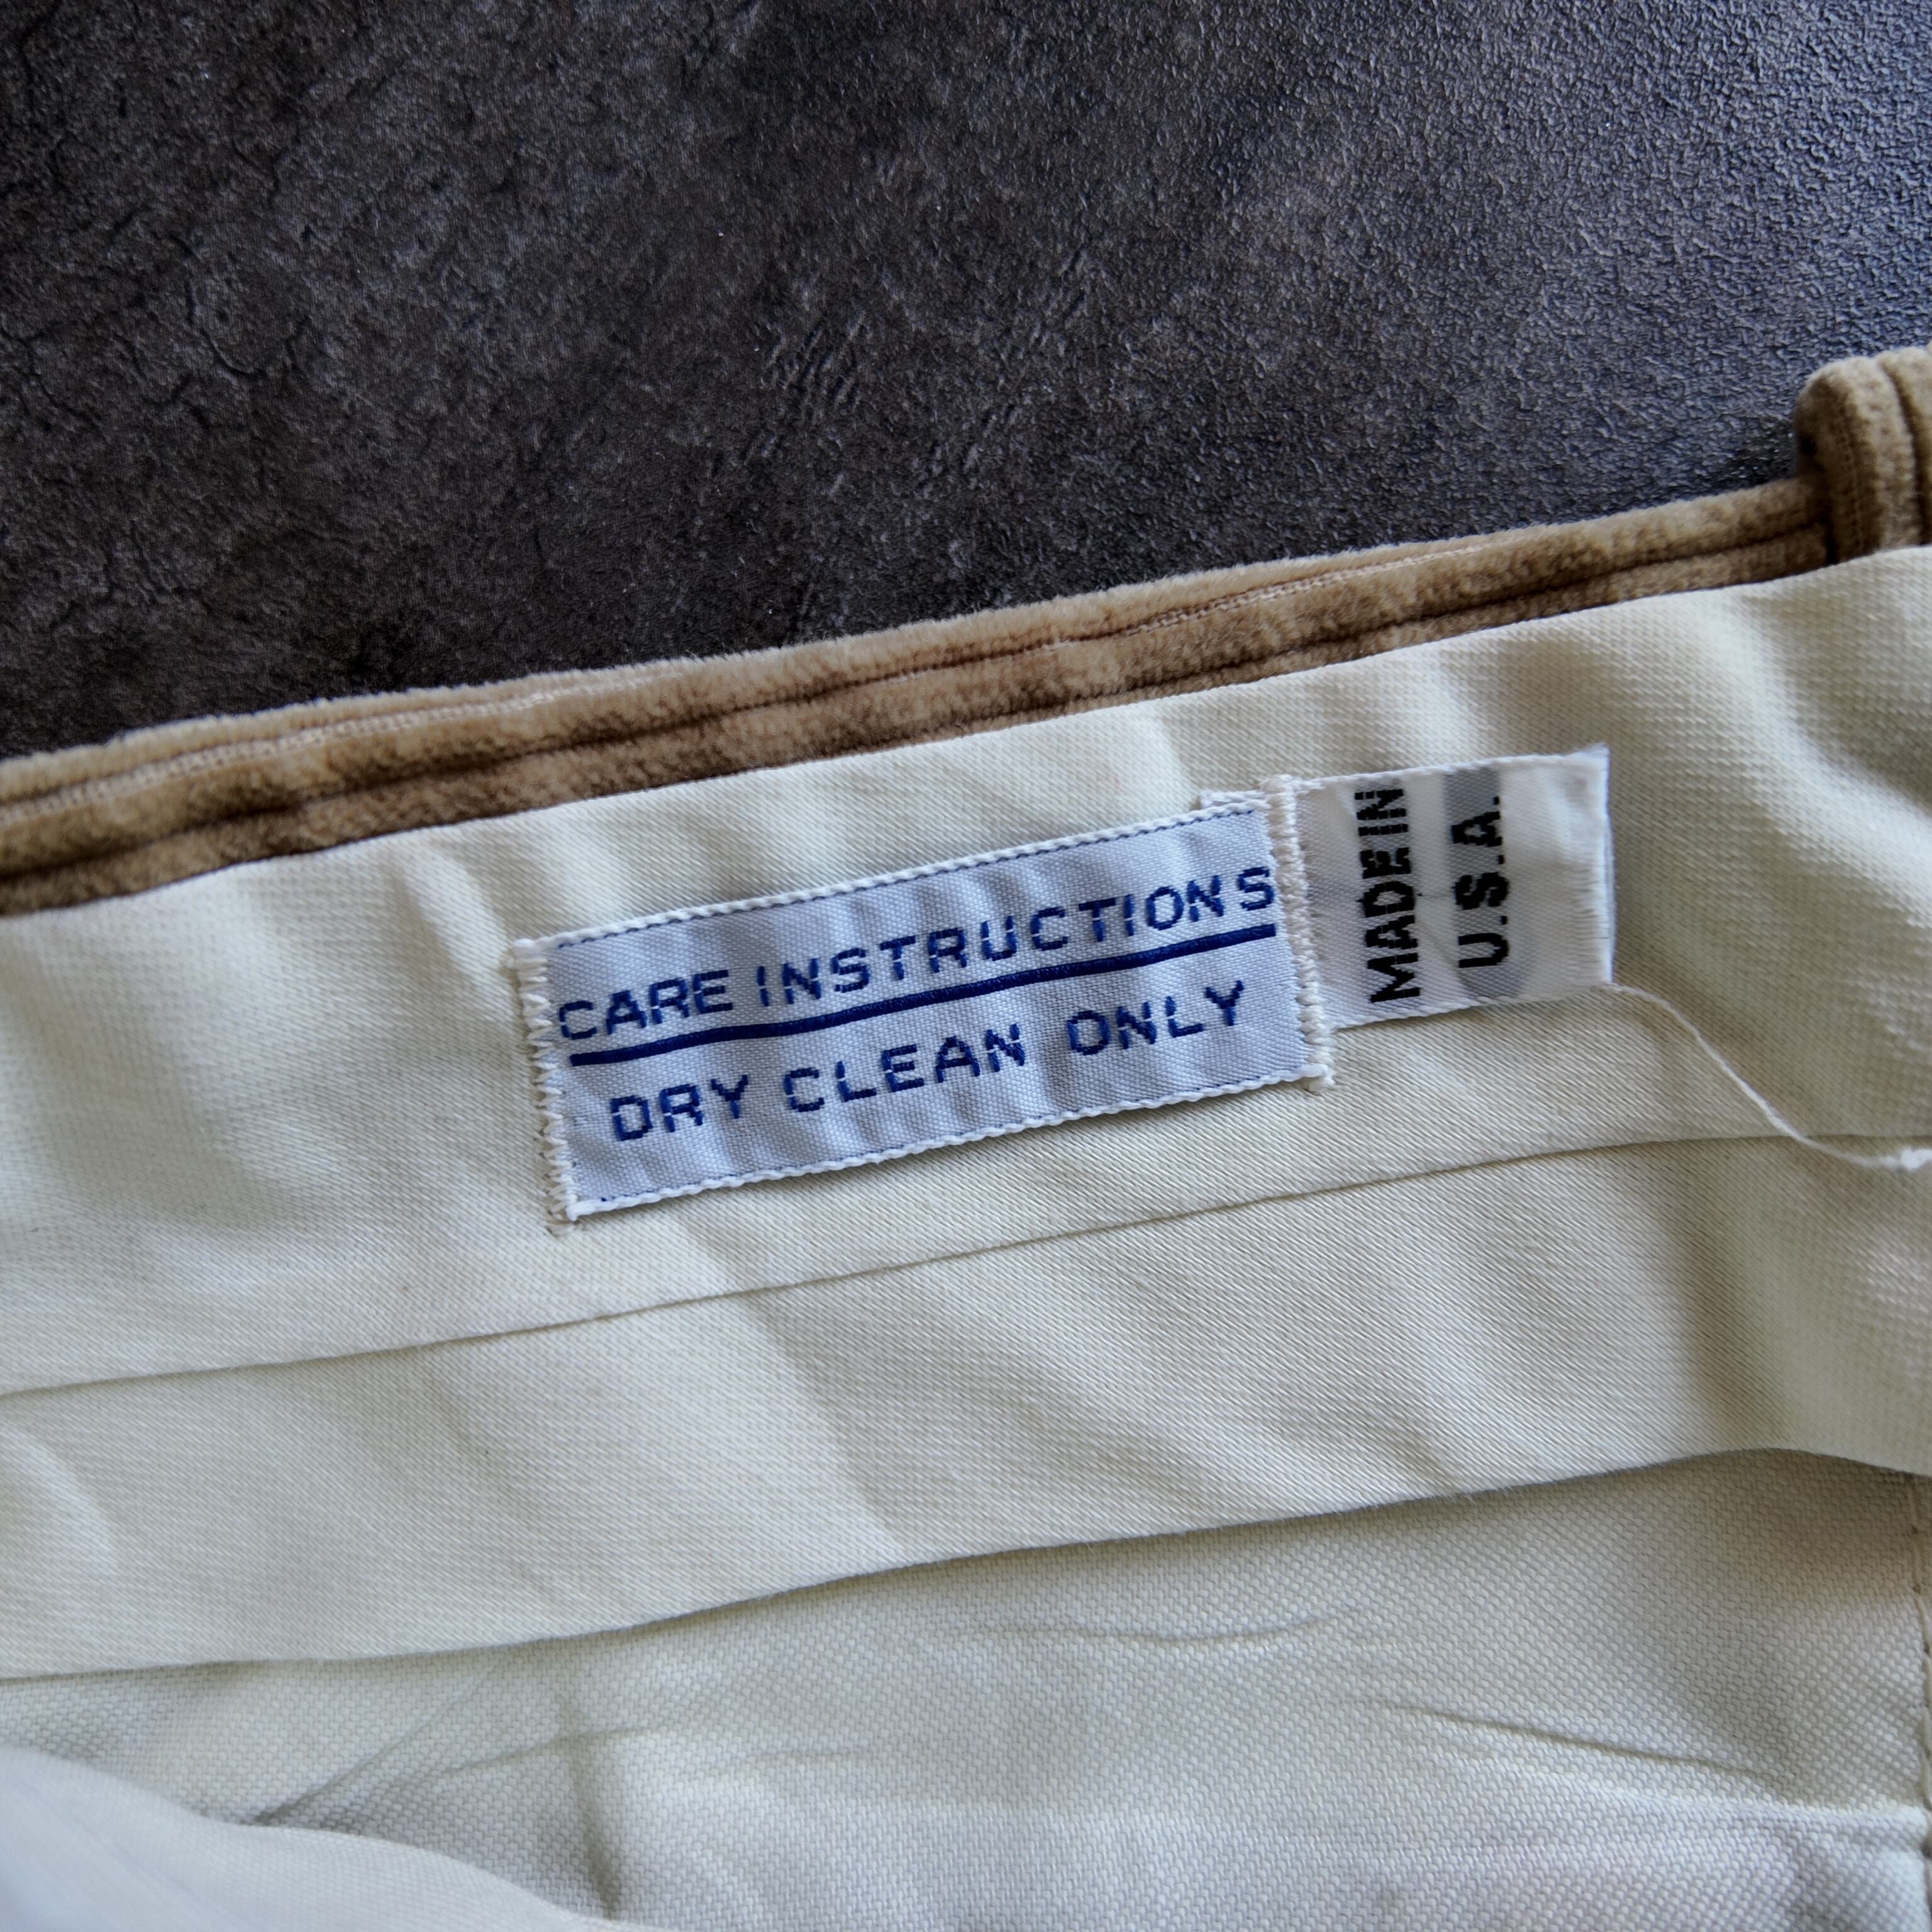 CARE INSTRUCTIONS
DRY CLEAN ONLY
MADE IN
U.S.A.